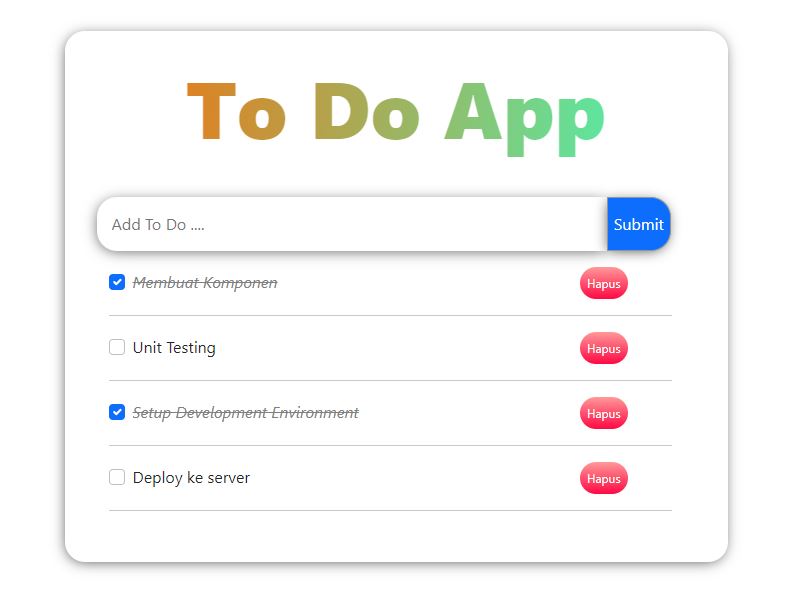 To Do App
Add To Do ....
Submit
Membuat Komponen
Hapus
Unit Testing
Hapus
Setup Development Environment
Hapus
Deploy ke server
Hapus